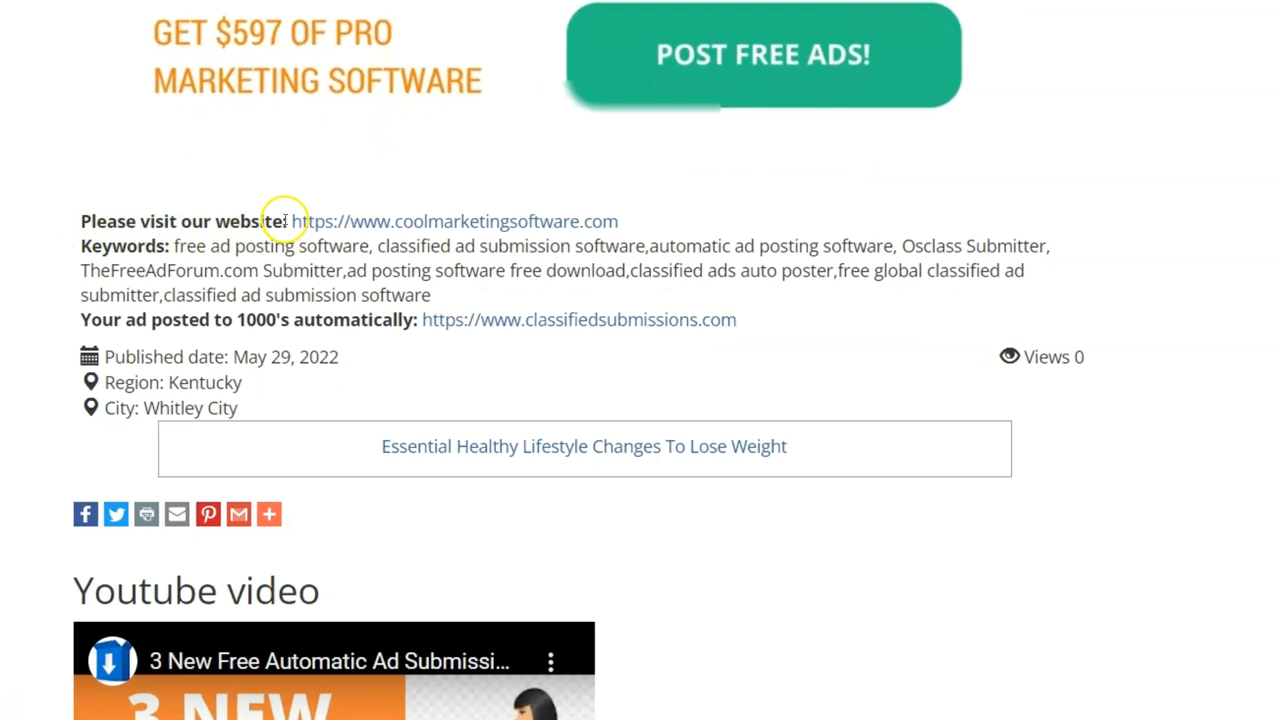 GET $597 OF PRO
MARKETING SOFTWARE
POST FREE ADS!
Please visit our website: https://www.coolmarketingsoftware.com
Keywords: free ad posting software, classified ad submission software,automatic ad posting software, Osclass Submitter,
TheFreeAdForum.com Submitter,ad posting software free download,classified ads auto poster,free global classified ad
submitter,classified ad submission software
Your ad posted to 1000's automatically: https://www.classifiedsubmissions.com
Published date: May 29, 2022
Views 0
Region: Kentucky
City: Whitley City
Essential Healthy Lifestyle Changes To Lose Weight
Youtube video
3 New Free Automatic Ad Submissi...
3 NEW